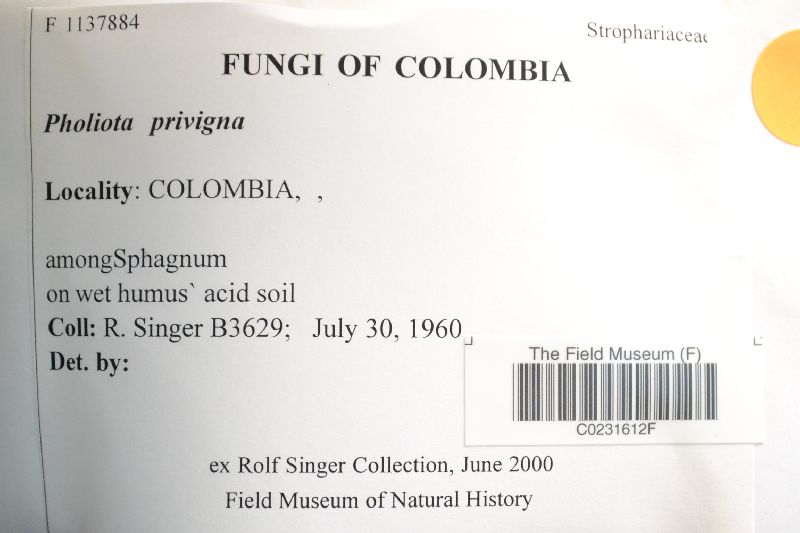 F 1137884
Strophariaceae
FUNGI OF COLOMBIA
Pholiota privigna
Locality: COLOMBIA, ,
amongSphagnum
on wet humus` acid soil
Coll: R. Singer B3629; July 30, 1960
Det. by:
The Field Museum (F)
C0231612F
ex Rolf Singer Collection, June 2000
Field Museum of Natural History